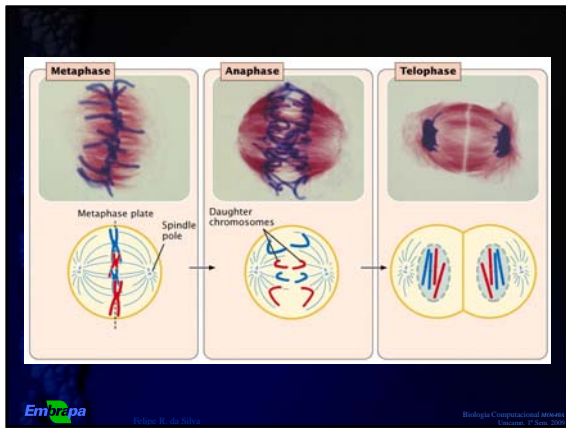 Metaphase
Anaphase
Telophase
Metaphase plate
Spindle
pole
Daughter
chromosomes
Embrapa
Felipe R. da Silva
Biologia Computacional MO640A
Unicamp, 1º Sem. 2009